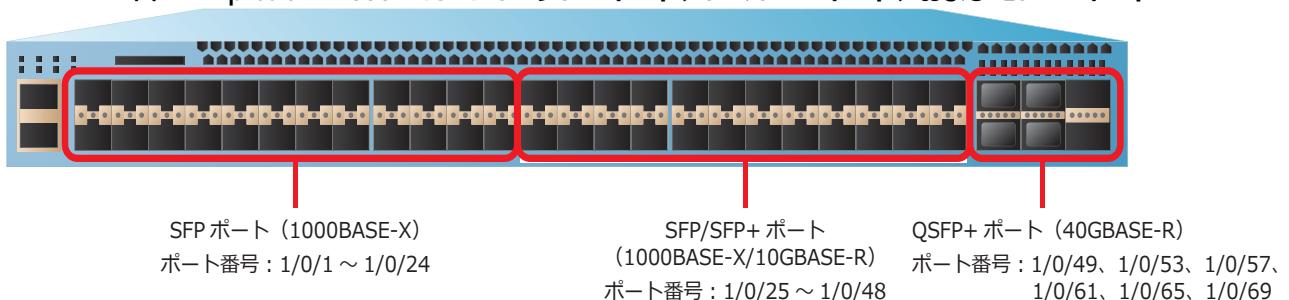 SFP ポート（1000BASE-X）
ポート番号：1/0/1 ～ 1/0/24
SFP/SFP+ ポート
（1000BASE-X/10GBASE-R）
ポート番号：1/0/25 ～ 1/0/48
QSFP+ ポート（40GBASE-R）
ポート番号：1/0/49、1/0/53、1/0/57、
1/0/61、1/0/65、1/0/69